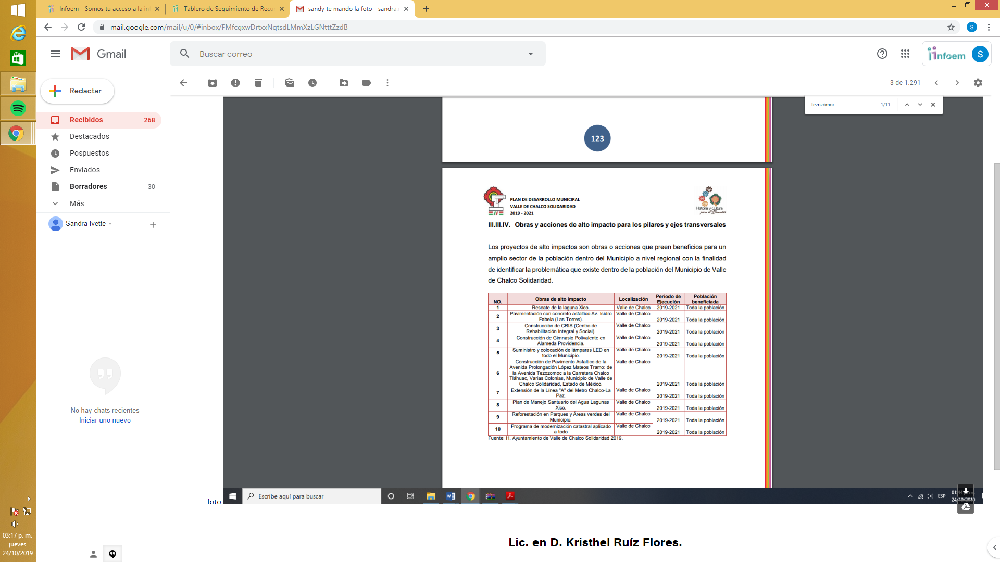 Infoem - Somos tu acceso a la in
Tablero de Seguimiento de Recu
sandy te mando la foto - sandra.
mail.google.com/mail/u/0/#inbox/FMfcgxwDrtxxNqtsdLMmXzLGNtttZzdB
S
Gmail
Buscar correo
infoem
S
Redactar
3 de 1.291
Recibidos 268
Destacados
Pospuestos
Enviados
Borradores 30
Más
Sandra Ivette
No hay chats recientes
Iniciar uno nuevo
tezozómoc 1/11
123
PLAN DE DESARROLLO MUNICIPAL
VALLE DE CHALCO SOLIDARIDAD
2019 - 2021
Historia y Cultura
para el Bienestar
III.III.IV. Obras y acciones de alto impacto para los pilares y ejes transversales
Los proyectos de alto impactos son obras o acciones que preen beneficios para un
amplio sector de la población dentro del Municipio a nivel regional con la finalidad
de identificar la problemática que existe dentro de la población del Municipio de Valle
de Chalco Solidaridad.
NO. Obras de alto impacto Localización Periodo de Ejecución Población beneficiada
1 Rescate de la laguna Xico. Valle de Chalco 2019-2021 Toda la población
2 Pavimentación con concreto asfaltico Av. Isidro Fabela (Las Torres). Valle de Chalco 2019-2021 Toda la población
3 Construcción de CRIS (Centro de Rehabilitación Integral y Social). Valle de Chalco 2019-2021 Toda la población
4 Construcción de Gimnasio Polivalente en Alameda Providencia. Valle de Chalco 2019-2021 Toda la población
5 Suministro y colocación de lámparas LED en todo el Municipio. Valle de Chalco 2019-2021 Toda la población
6 Construcción de Pavimento Asfaltico de la Avenida Prolongación López Mateos Tramo: de la Avenida Tezozomoc a la Carretera Chalco Tláhuac, Varias Colonias, Municipio de Valle de Chalco Solidaridad, Estado de México. Valle de Chalco 2019-2021 Toda la población
7 Extensión de la Línea "A" del Metro Chalco-La Paz. Valle de Chalco 2019-2021 Toda la población
8 Plan de Manejo Santuario del Agua Lagunas Xico. Valle de Chalco 2019-2021 Toda la población
9 Reforestación en Parques y Áreas verdes del Municipio. Valle de Chalco 2019-2021 Toda la población
10 Programa de modernización catastral aplicado a todo Valle de Chalco 2019-2021 Toda la población
Fuente: H. Ayuntamiento de Valle de Chalco Solidaridad 2019.
foto
Escribe aquí para buscar
ESP
24/10/2019
Lic. en D. Kristhel Ruíz Flores.
03:17 p. m.
jueves
24/10/2019